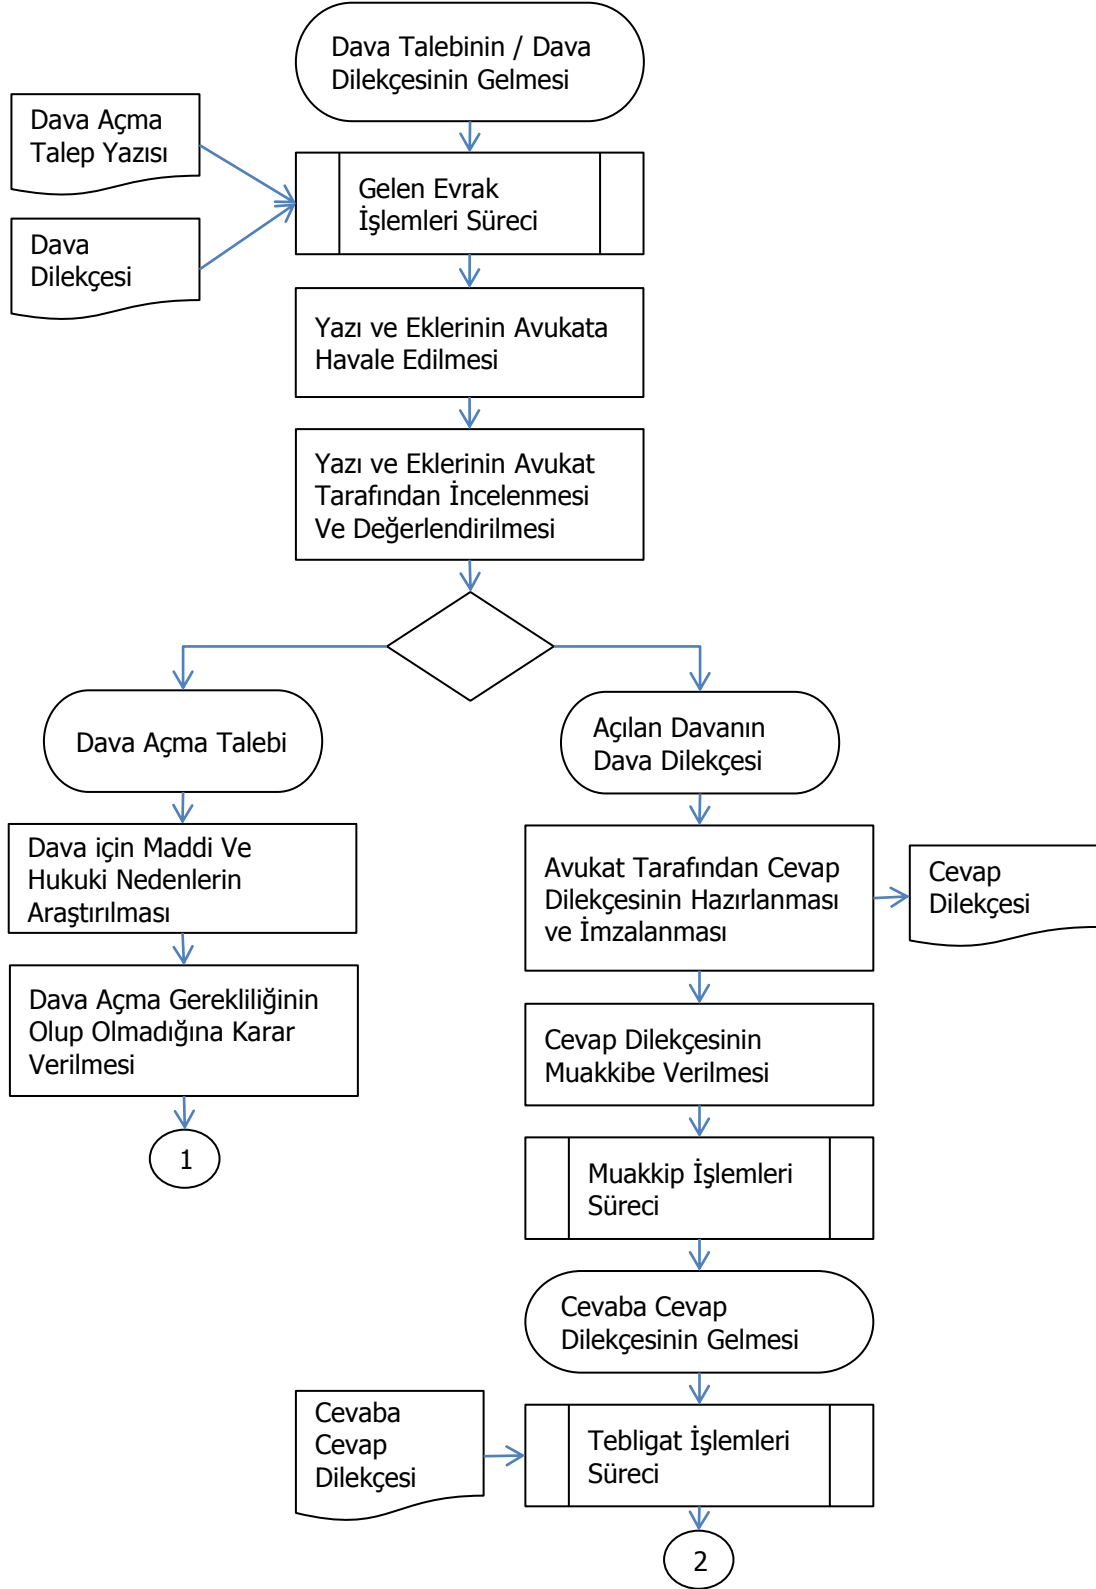 Dava Talebinin / Dava
Dilekçesinin Gelmesi
Dava Açma
Talep Yazısı
Gelen Evrak
İşlemleri Süreci
Dava
Dilekçesi
Yazı ve Eklerinin Avukata
Havale Edilmesi
Yazı ve Eklerinin Avukat
Tarafından İncelenmesi
Ve Değerlendirilmesi
Dava Açma Talebi
Açılan Davanın
Dava Dilekçesi
Dava için Maddi Ve
Hukuki Nedenlerin
Araştırılması
Avukat Tarafından Cevap
Dilekçesinin Hazırlanması
ve İmzalanması
Cevap
Dilekçesi
Dava Açma Gerekliliğinin
Olup Olmadığına Karar
Verilmesi
Cevap Dilekçesinin
Muakkibe Verilmesi
1
Muakkip İşlemleri
Süreci
Cevaba Cevap
Dilekçesinin Gelmesi
Cevaba
Cevap
Dilekçesi
Tebligat İşlemleri
Süreci
2